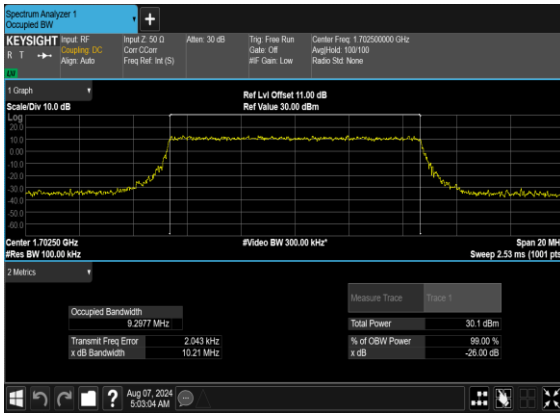 Spectrum Analyzer 1
Occupied BW
+
KEYSIGHT Input: RF Input Z: 50 Ω Atten: 30 dB Trig: Free Run Center Freq: 1.702500000 GHz
R T Coupling: DC Corr CCorr Gate: Off Avg|Hold: 100/100
Align: Auto Freq Ref: Int (S) #IF Gain: Low Radio Std: None
LXI
1 Graph
Ref Lvl Offset 11.00 dB
Scale/Div 10.0 dB Ref Value 30.00 dBm
Log
20.0
10.0
0.00
-10.0
-20.0
-30.0
-40.0
-50.0
-60.0
Center 1.70250 GHz #Video BW 300.00 kHz* Span 20 MH
#Res BW 100.00 kHz Sweep 2.53 ms (1001 pts
2 Metrics
Measure Trace Trace 1
Occupied Bandwidth
9.2977 MHz Total Power 30.1 dBm
Transmit Freq Error 2.043 kHz % of OBW Power 99.00 %
x dB Bandwidth 10.21 MHz x dB -26.00 dB
? Aug 07, 2024
5:03:04 AM